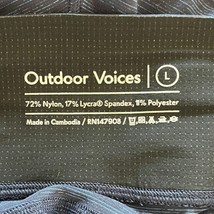 Outdoor Voices | L
72% Nylon, 17% Lycra® Spandex, 11% Polyester
Made in Cambodia / RN147908 /